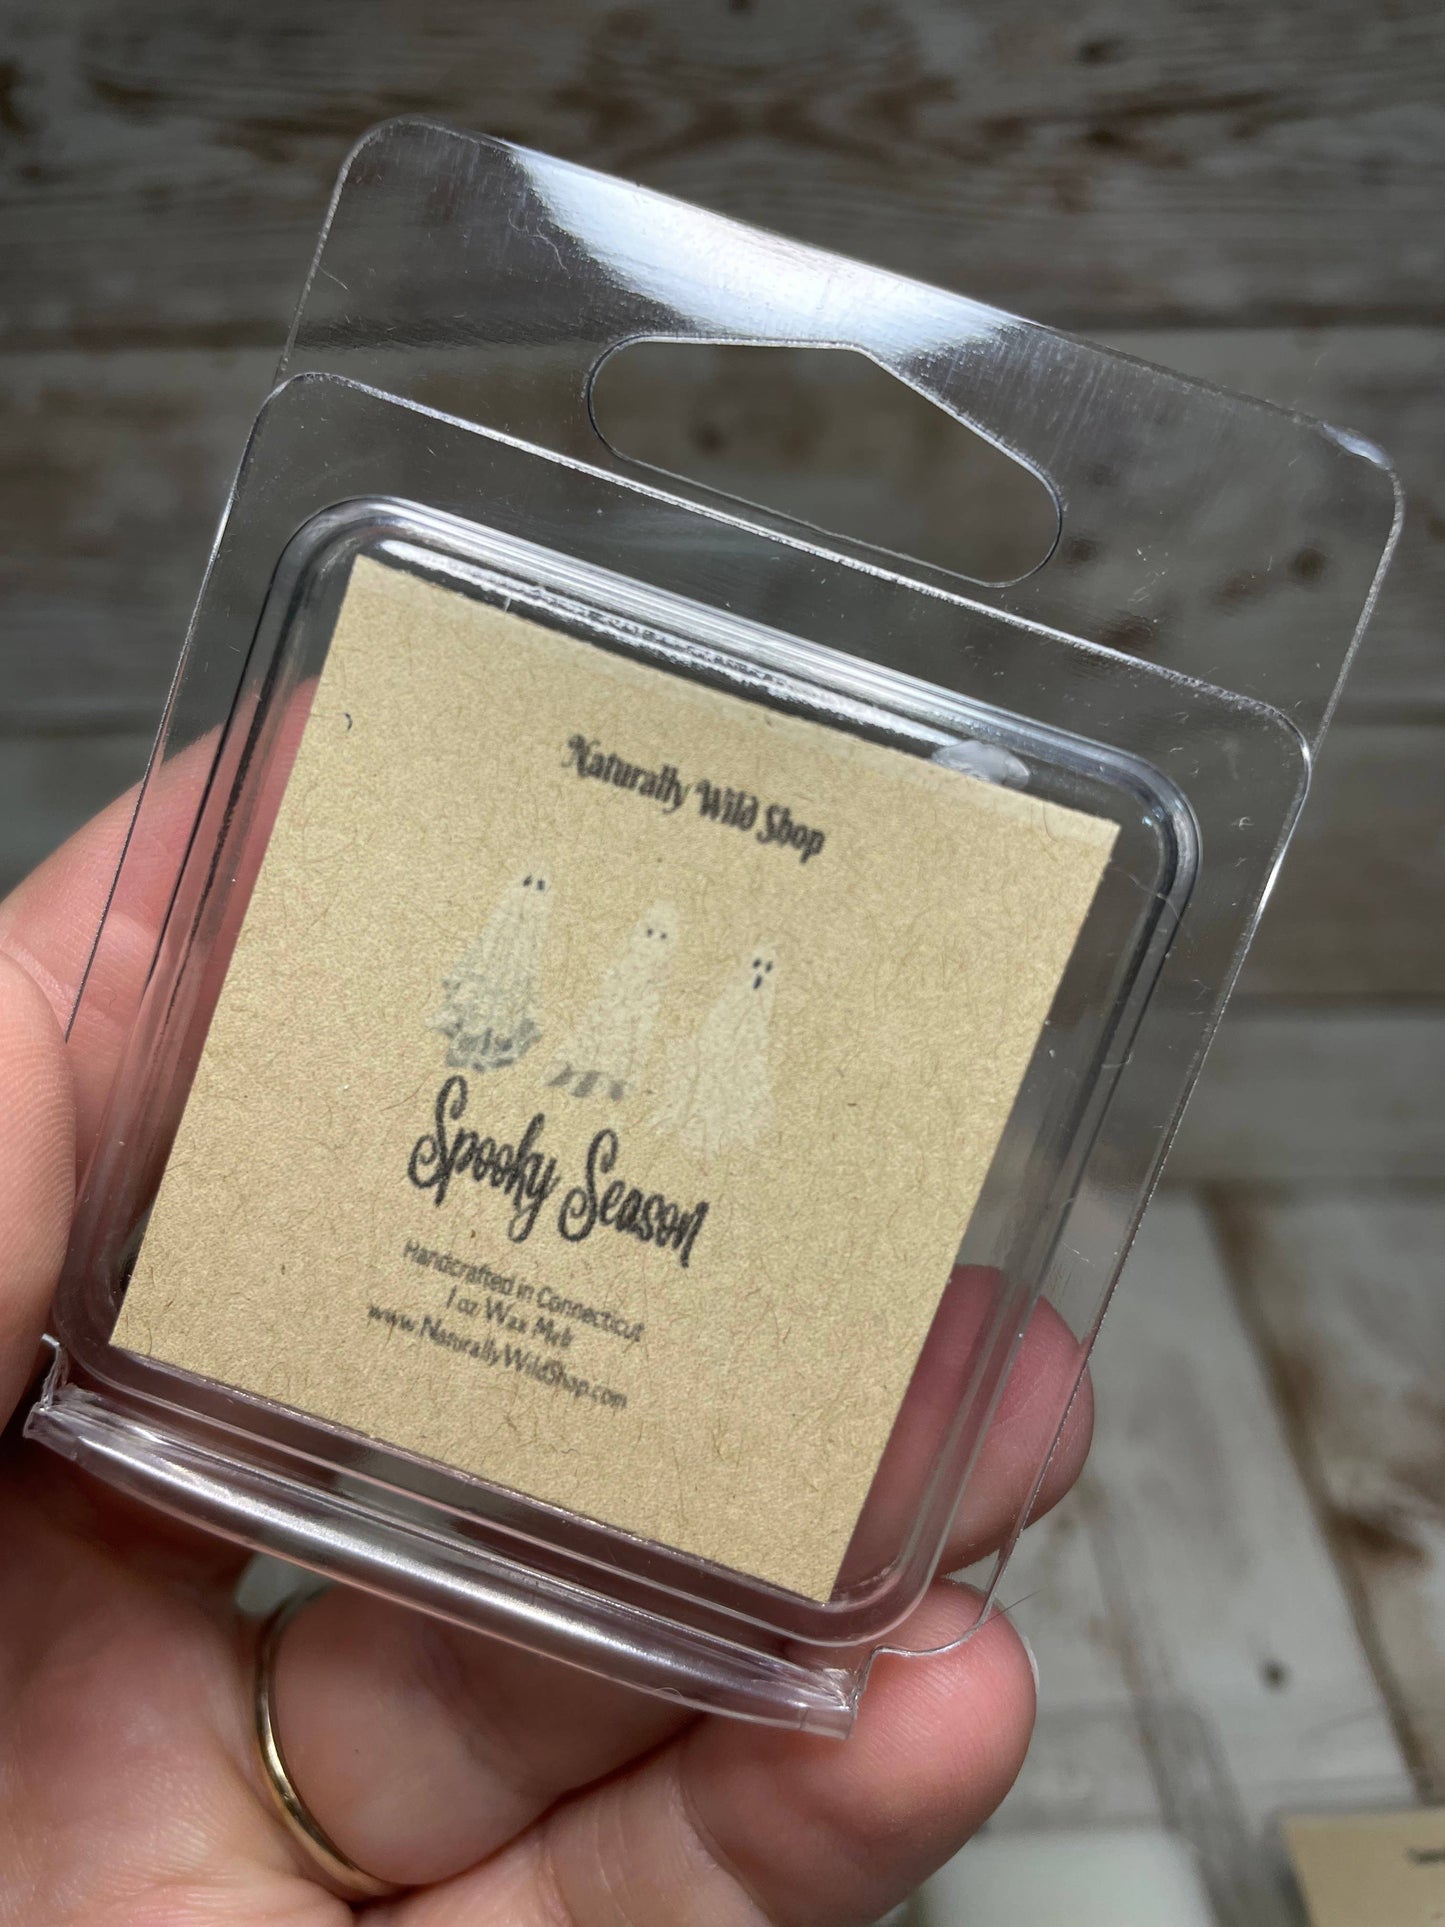 Naturally Wild Shop
Spooky Season
Handcrafted in Connecticut
1 oz Wax Melt
www.NaturallyWildShop.com